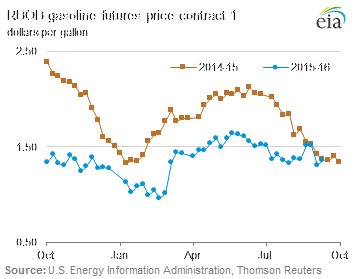 RBOB gasoline futures price contract 1
dollars per gallon
eia
2.50
2014-15
2015-16
1.50
0.50
Oct
Jan
Apr
Jul
Oct
Source: U.S. Energy Information Administration, Thomson Reuters